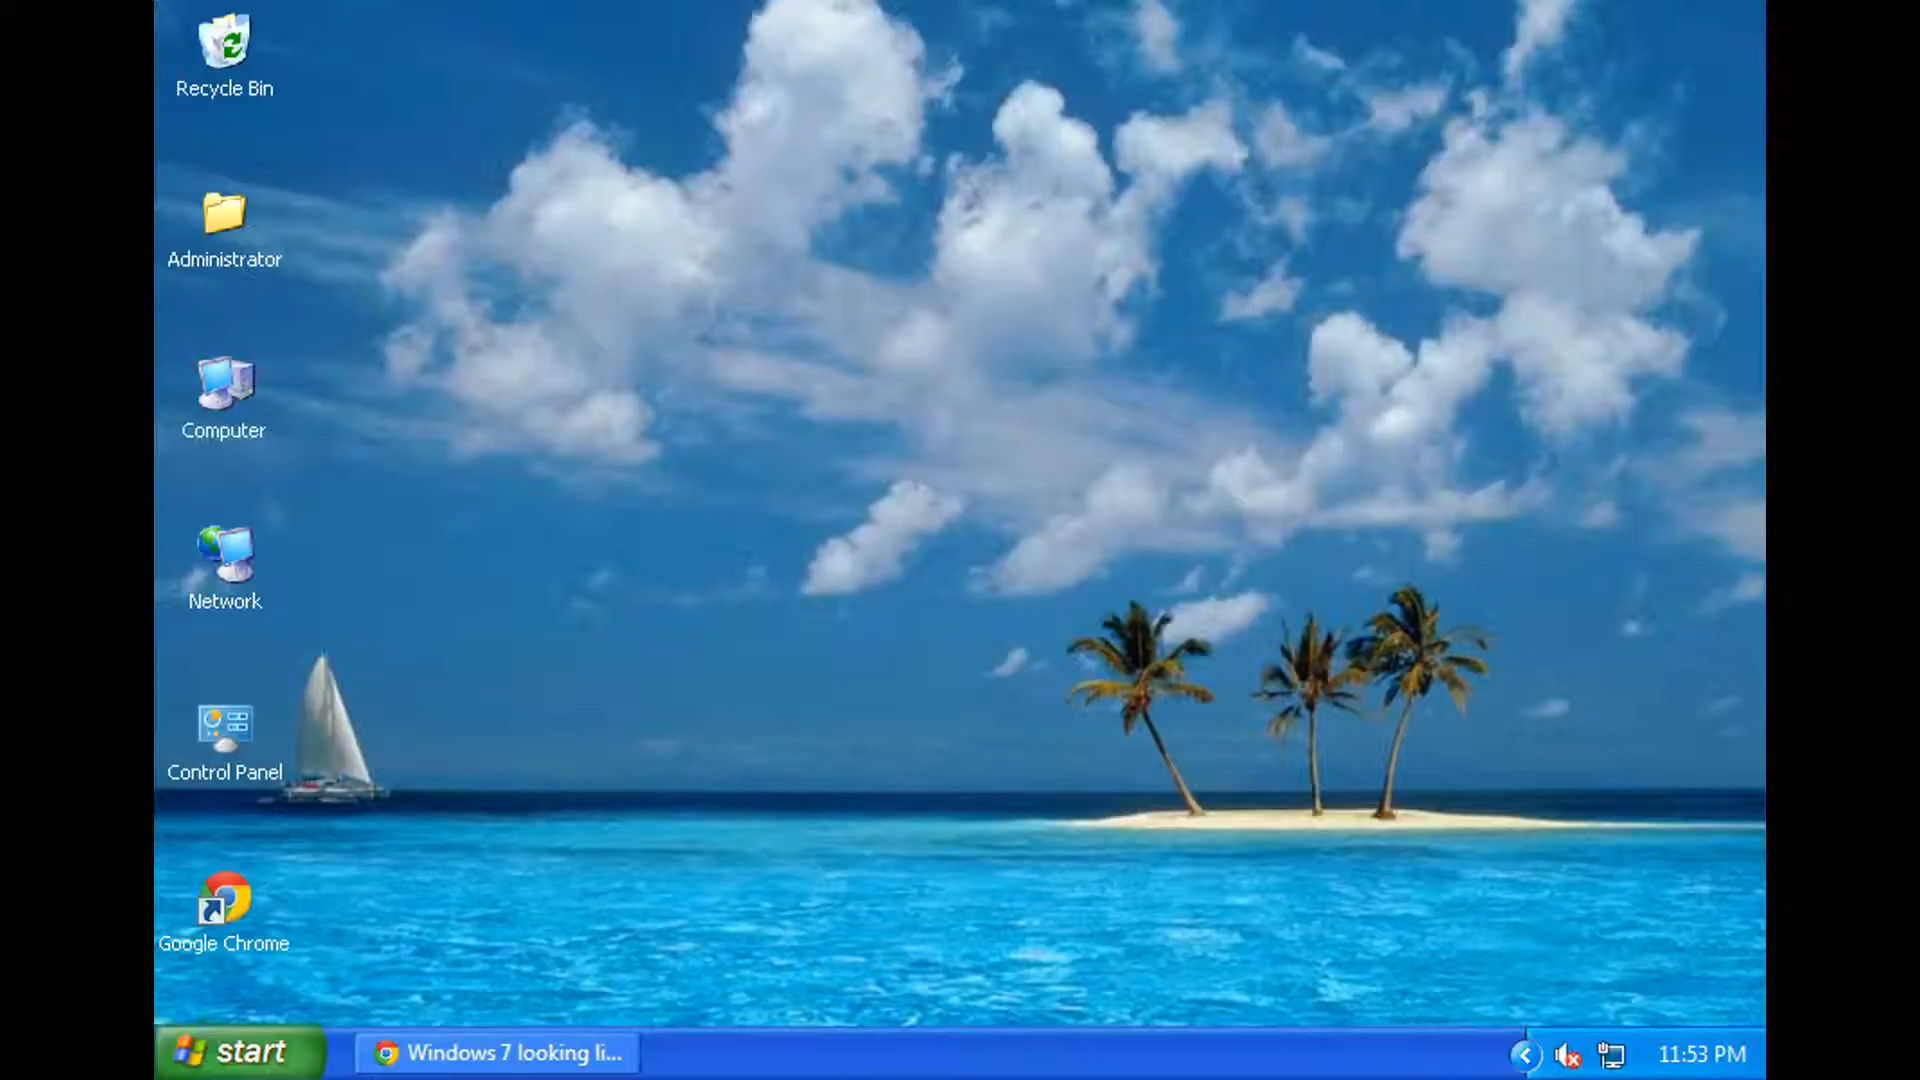 Recycle Bin
Administrator
Computer
Network
Control Panel
Google Chrome
start
Windows 7 looking li...
11:53 PM